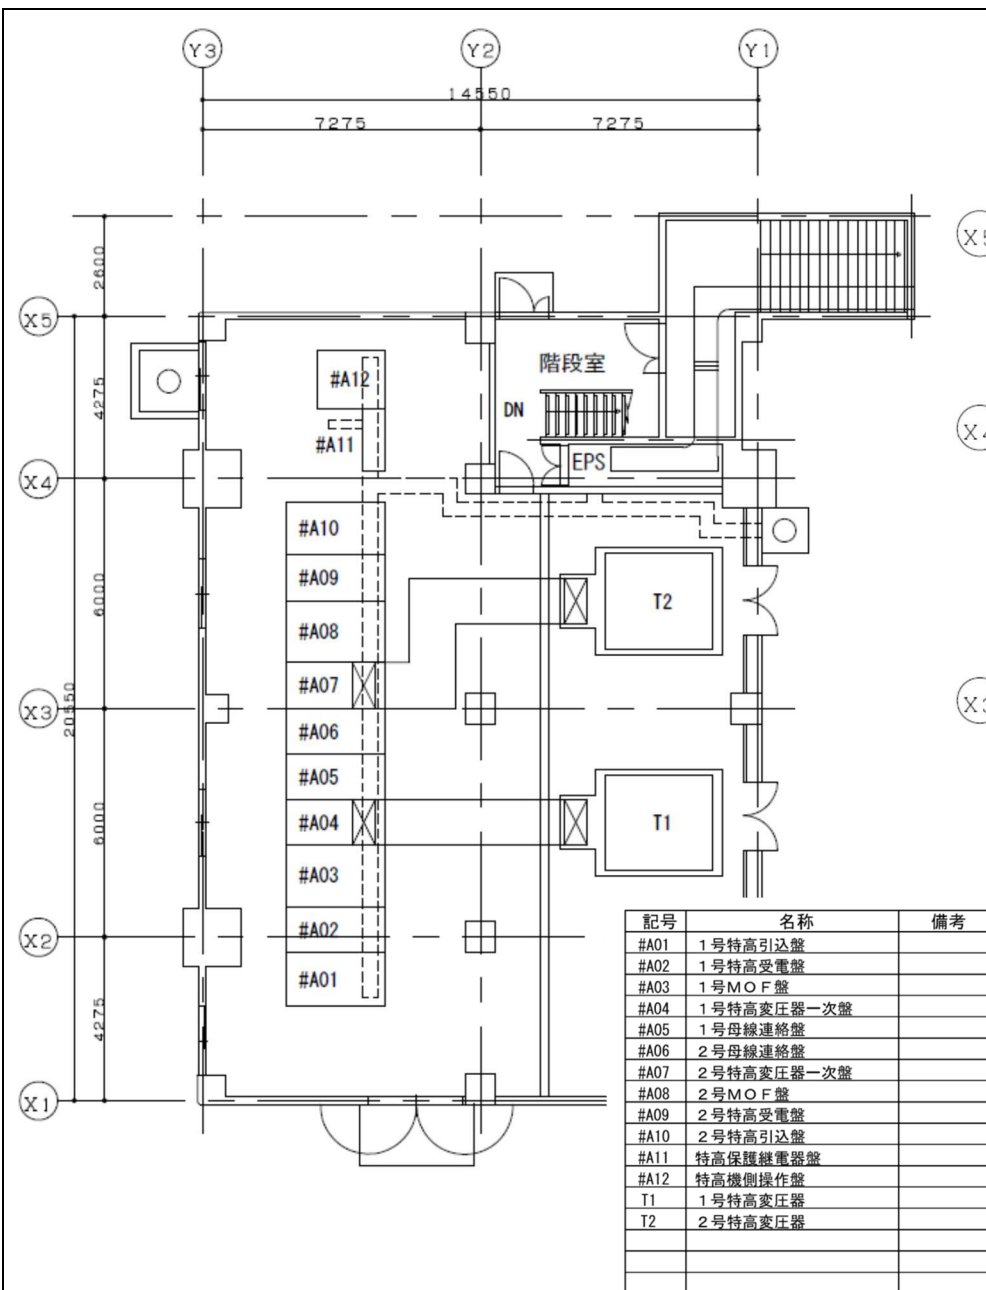 Y3 Y2 Y1
14550
7275 7275
X5
2600
X5
階段室
4275
#A12
DN
X4
#A11
EPS
X4
#A10
#A09
T2
6000
#A08
#A07
X3
X3
20550
#A06
#A05
#A04
T1
6000
#A03
#A02
X2
#A01
4275
X1
記号 名称 備考
#A01 1号特高引込盤
#A02 1号特高受電盤
#A03 1号MOF盤
#A04 1号特高変圧器一次盤
#A05 1号母線連絡盤
#A06 2号母線連絡盤
#A07 2号特高変圧器一次盤
#A08 2号MOF盤
#A09 2号特高受電盤
#A10 2号特高引込盤
#A11 特高保護継電器盤
#A12 特高機側操作盤
T1 1号特高変圧器
T2 2号特高変圧器